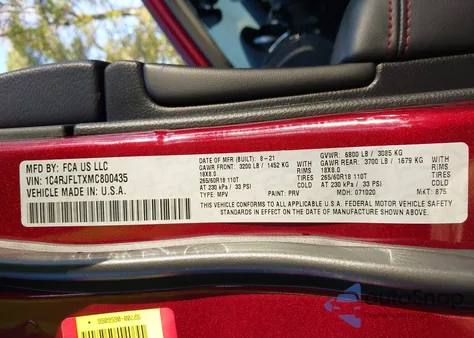 MFD BY: FCA US LLC
VIN: 1C4RJFLTXMC800435
VEHICLE MADE IN: U.S.A.
DATE OF MFR (BUILT): 8-21
GAWR FRONT: 3200 LB / 1452 KG WITH
18X8.0 RIMS
265/60R18 110T TIRES
AT 230 kPa / 33 PSI COLD
TYPE: MPV PAINT: PRV
GVWR: 6800 LB / 3085 KG
GAWR REAR: 3700 LB / 1679 KG WITH
18X8.0 RIMS
265/60R18 110T TIRES
AT 230 kPa / 33 PSI COLD
MDH: 071020 MKT: 875
THIS VEHICLE CONFORMS TO ALL APPLICABLE U.S.A. FEDERAL MOTOR VEHICLE SAFETY
STANDARDS IN EFFECT ON THE DATE OF MANUFACTURE SHOWN ABOVE.
AutoSnap